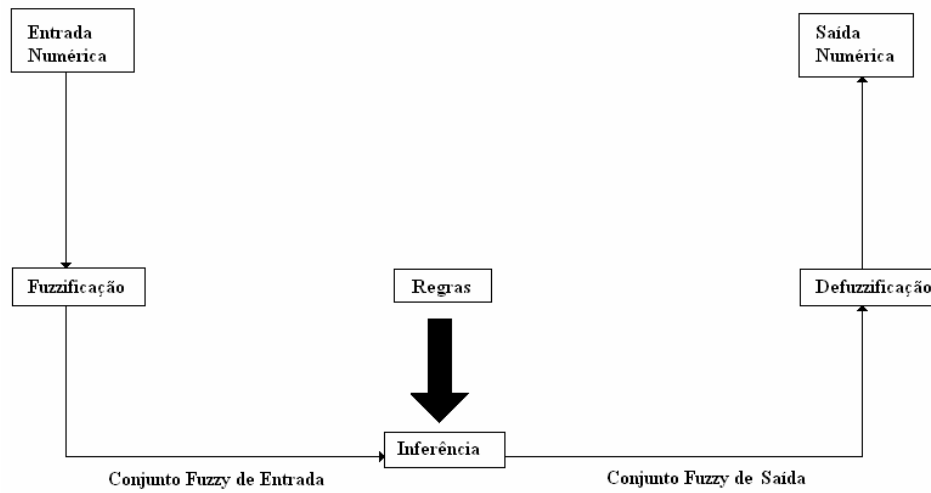 Entrada
Numérica
Saída
Numérica
Fuzzificação
Regras
Defuzzificação
Inferência
Conjunto Fuzzy de Entrada
Conjunto Fuzzy de Saída